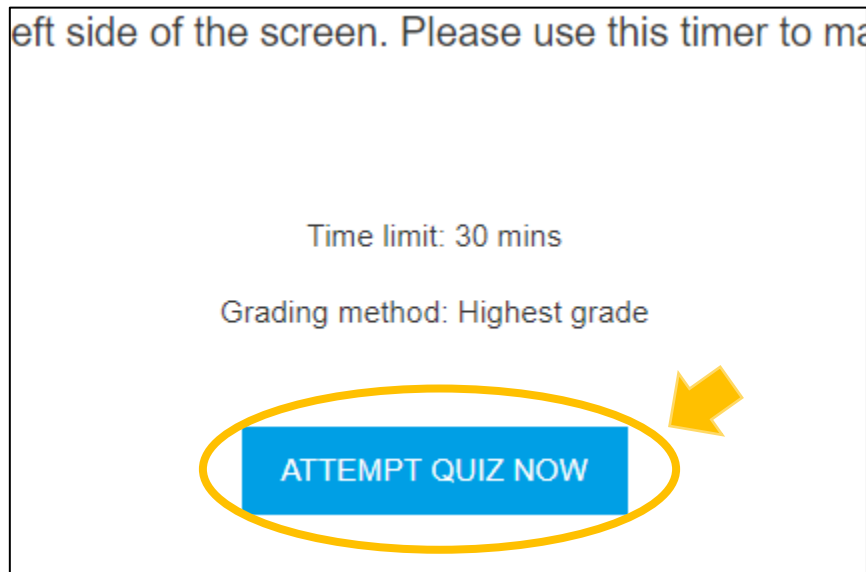 eft side of the screen. Please use this timer to ma
Time limit: 30 mins
Grading method: Highest grade
ATTEMPT QUIZ NOW